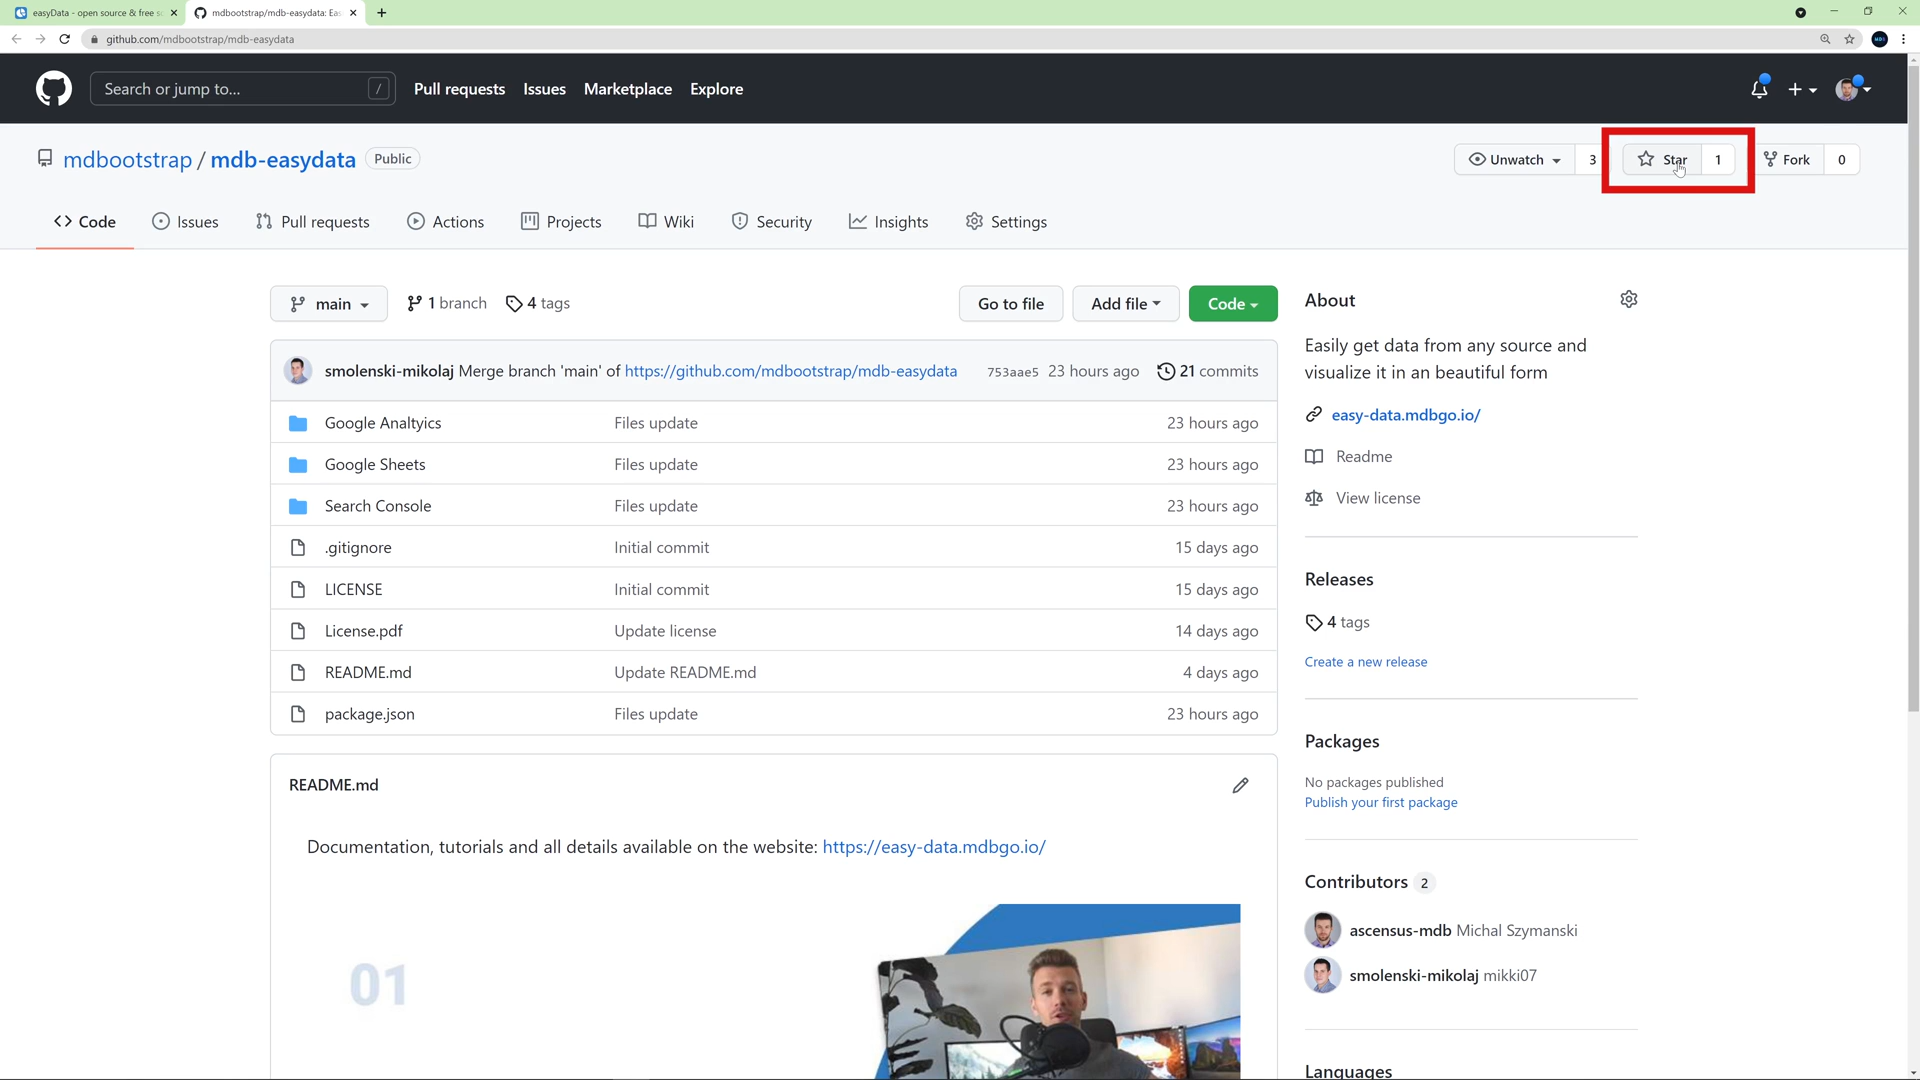 easyData - open source & free s
mdbootstrap/mdb-easydata: Eas
github.com/mdbootstrap/mdb-easydata
Search or jump to... /
Pull requests Issues Marketplace Explore
mdbootstrap / mdb-easydata Public
Unwatch 3 Star 1 Fork 0
Code Issues Pull requests Actions Projects Wiki Security Insights Settings
main 1 branch 4 tags Go to file Add file Code
smolenski-mikolaj Merge branch 'main' of https://github.com/mdbootstrap/mdb-easydata 753aae5 23 hours ago 21 commits
Google Analtyics Files update 23 hours ago
Google Sheets Files update 23 hours ago
Search Console Files update 23 hours ago
.gitignore Initial commit 15 days ago
LICENSE Initial commit 15 days ago
License.pdf Update license 14 days ago
README.md Update README.md 4 days ago
package.json Files update 23 hours ago
README.md
Documentation, tutorials and all details available on the website: https://easy-data.mdbgo.io/
01
About
Easily get data from any source and
visualize it in an beautiful form
easy-data.mdbgo.io/
Readme
View license
Releases
4 tags
Create a new release
Packages
No packages published
Publish your first package
Contributors 2
ascensus-mdb Michal Szymanski
smolenski-mikolaj mikki07
Languages